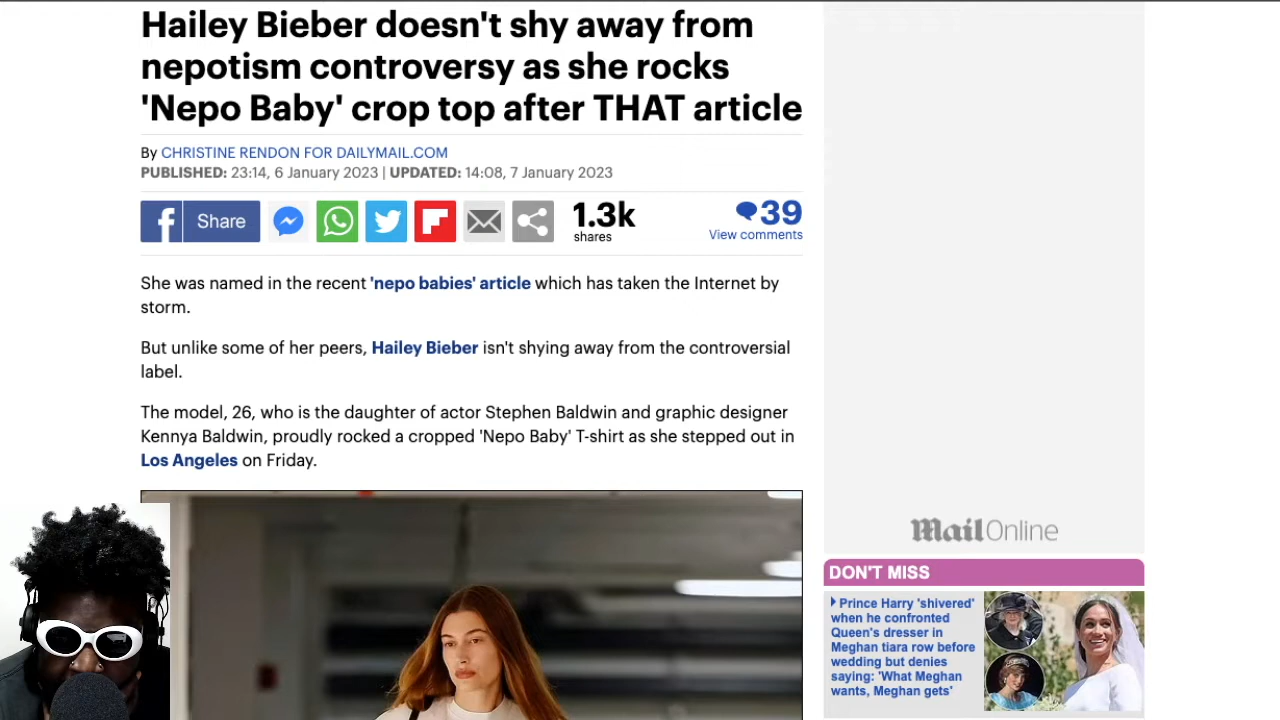 Hailey Bieber doesn't shy away from
nepotism controversy as she rocks
'Nepo Baby' crop top after THAT article
By CHRISTINE RENDON FOR DAILYMAIL.COM
PUBLISHED: 23:14, 6 January 2023 | UPDATED: 14:08, 7 January 2023
Share
1.3k
shares
39
View comments
She was named in the recent 'nepo babies' article which has taken the Internet by
storm.
But unlike some of her peers, Hailey Bieber isn't shying away from the controversial
label.
The model, 26, who is the daughter of actor Stephen Baldwin and graphic designer
Kennya Baldwin, proudly rocked a cropped 'Nepo Baby' T-shirt as she stepped out in
Los Angeles on Friday.
Mail Online
DON'T MISS
Prince Harry 'shivered'
when he confronted
Queen's dresser in
Meghan tiara row before
wedding but denies
saying: 'What Meghan
wants, Meghan gets'